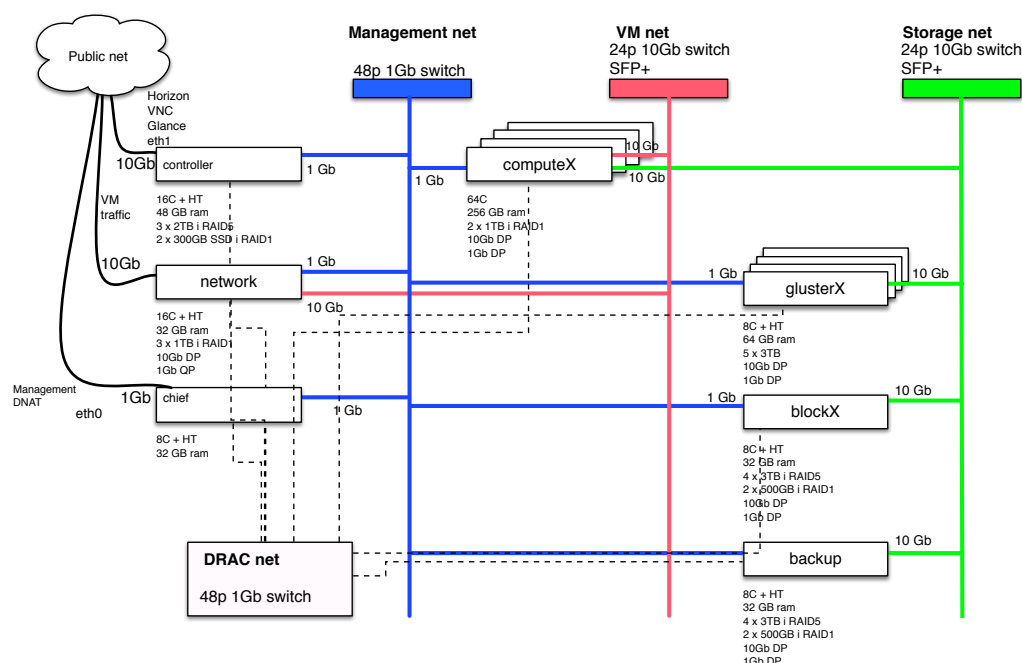 Management net
48p 1Gb switch
VM net
24p 10Gb switch
SFP+
Storage net
24p 10Gb switch
SFP+
Public net
Horizon
VNC
Glance
eth1
10Gb
controller
1 Gb
16C + HT
48 GB ram
3 x 2TB i RAID5
2 x 300GB SSD i RAID1
1 Gb
computeX
10 Gb
10 Gb
64C
256 GB ram
2 x 1TB i RAID1
10Gb DP
1Gb DP
VM
traffic
10Gb
network
1 Gb
10 Gb
16C + HT
32 GB ram
3 x 1TB i RAID1
10Gb DP
1Gb QP
1 Gb
glusterX
10 Gb
8C + HT
64 GB ram
5 x 3TB
10Gb DP
1Gb DP
Management
DNAT
eth0
1Gb
chief
1 Gb
8C + HT
32 GB ram
1 Gb
blockX
10 Gb
8C + HT
32 GB ram
4 x 3TB i RAID5
2 x 500GB i RAID1
10Gb DP
1Gb DP
DRAC net
48p 1Gb switch
backup
10 Gb
8C + HT
32 GB ram
4 x 3TB i RAID5
2 x 500GB i RAID1
10Gb DP
1Gb DP